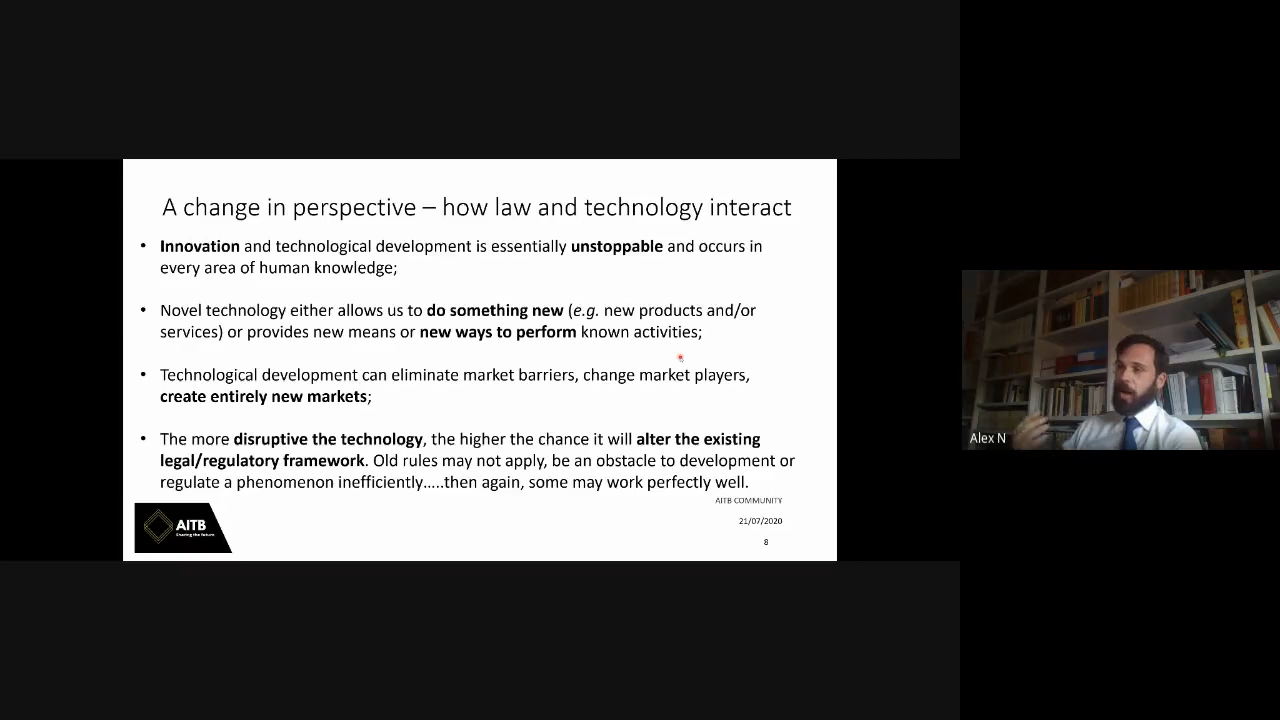 A change in perspective – how law and technology interact
• Innovation and technological development is essentially unstoppable and occurs in
every area of human knowledge;
• Novel technology either allows us to do something new (e.g. new products and/or
services) or provides new means or new ways to perform known activities;
• Technological development can eliminate market barriers, change market players,
create entirely new markets;
• The more disruptive the technology, the higher the chance it will alter the existing
legal/regulatory framework. Old rules may not apply, be an obstacle to development or
regulate a phenomenon inefficiently…..then again, some may work perfectly well.
AITB COMMUNITY
21/07/2020
8
AITB
Sharing the future
Alex N